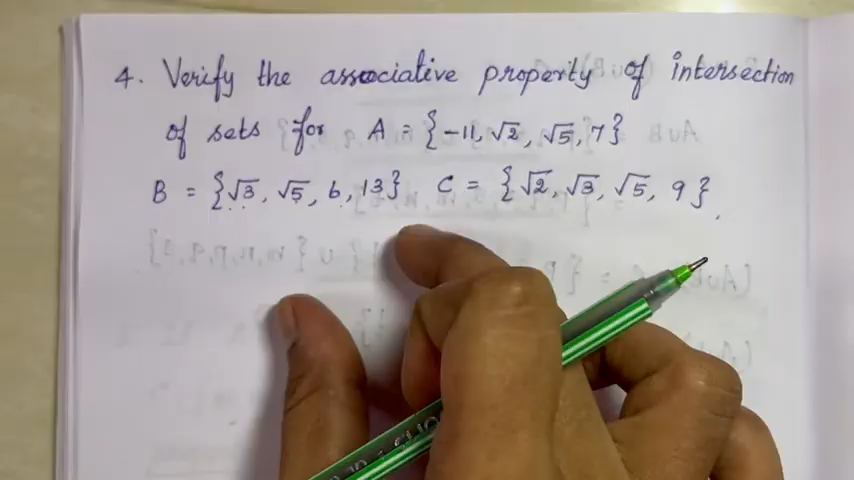 4. Verify the associative property of intersection
of sets for A = {-11, √2, √5, 7}
B = {√3, √5, 6, 13} C = {√2, √3, √5, 9}.